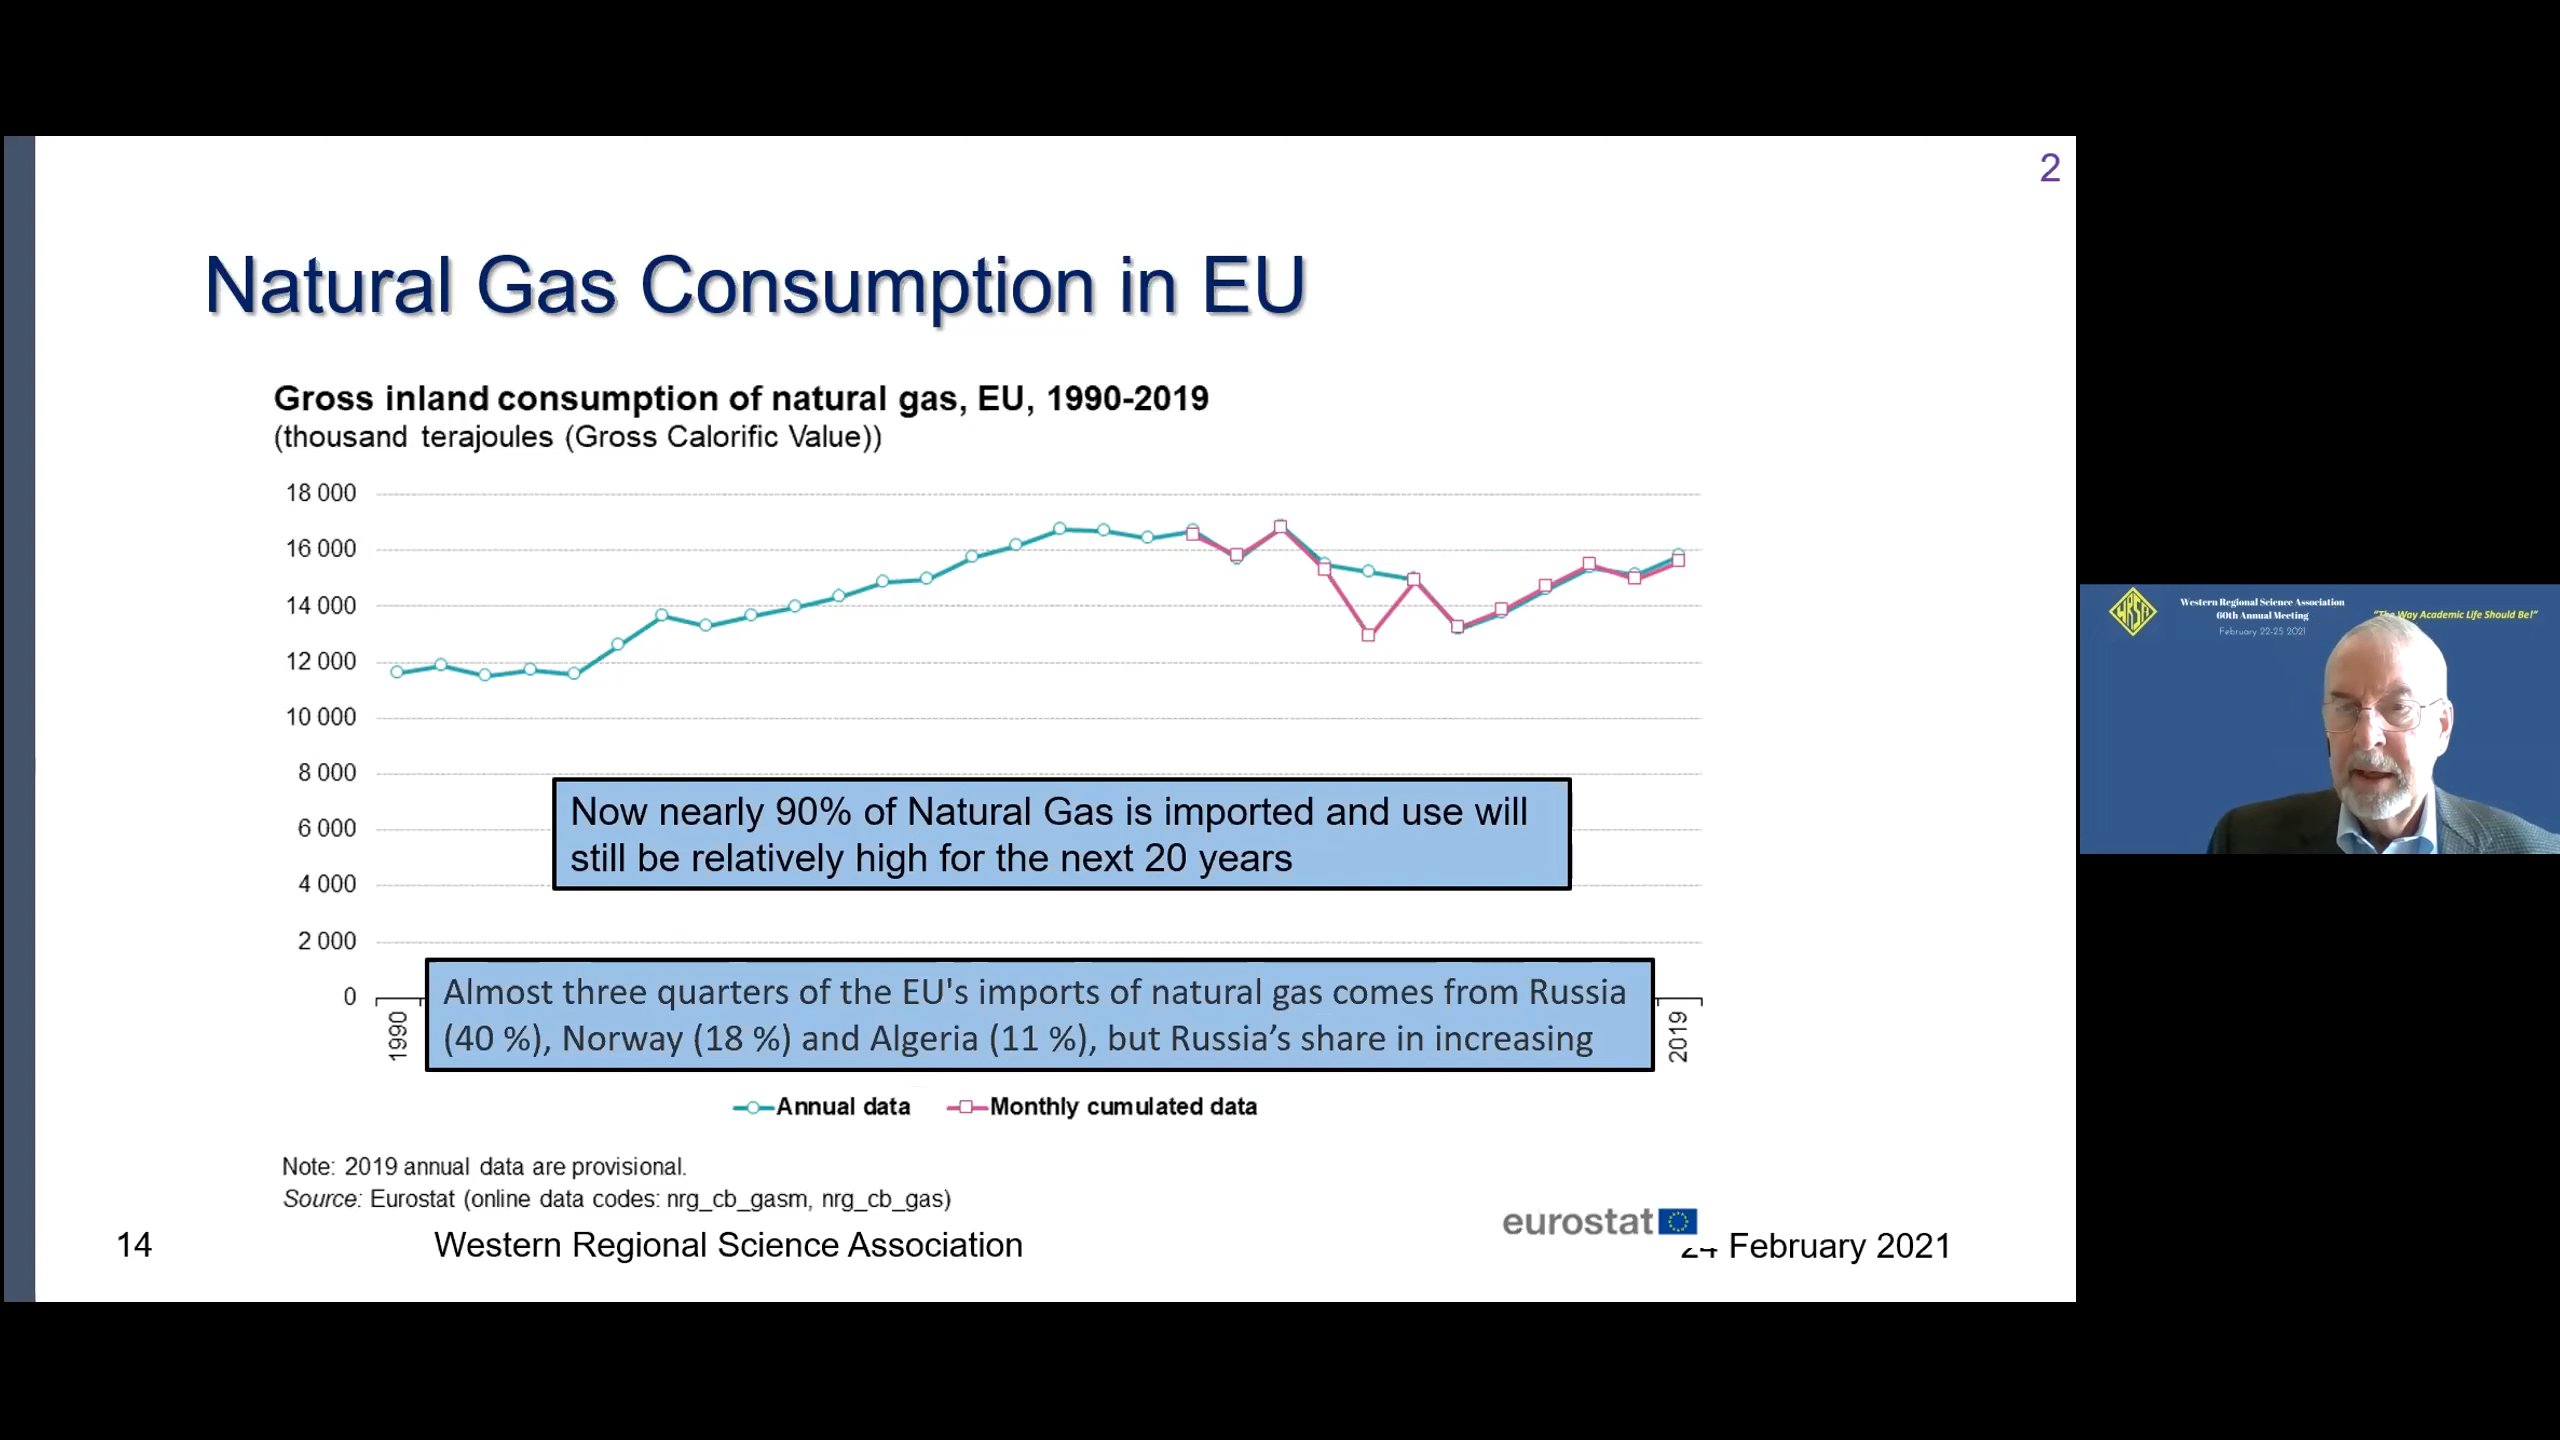 2
Natural Gas Consumption in EU
Gross inland consumption of natural gas, EU, 1990-2019
(thousand terajoules (Gross Calorific Value))
18 000
16 000
14 000
12 000
10 000
8 000
6 000
4 000
2 000
0
Now nearly 90% of Natural Gas is imported and use will
still be relatively high for the next 20 years
Almost three quarters of the EU's imports of natural gas comes from Russia
(40 %), Norway (18 %) and Algeria (11 %), but Russia’s share in increasing
1990
2019
Annual data
Monthly cumulated data
Note: 2019 annual data are provisional.
Source: Eurostat (online data codes: nrg_cb_gasm, nrg_cb_gas)
eurostat
14
Western Regional Science Association
24 February 2021
WRSA
Western Regional Science Association
60th Annual Meeting
February 22-25 2021
“The Way Academic Life Should Be!”